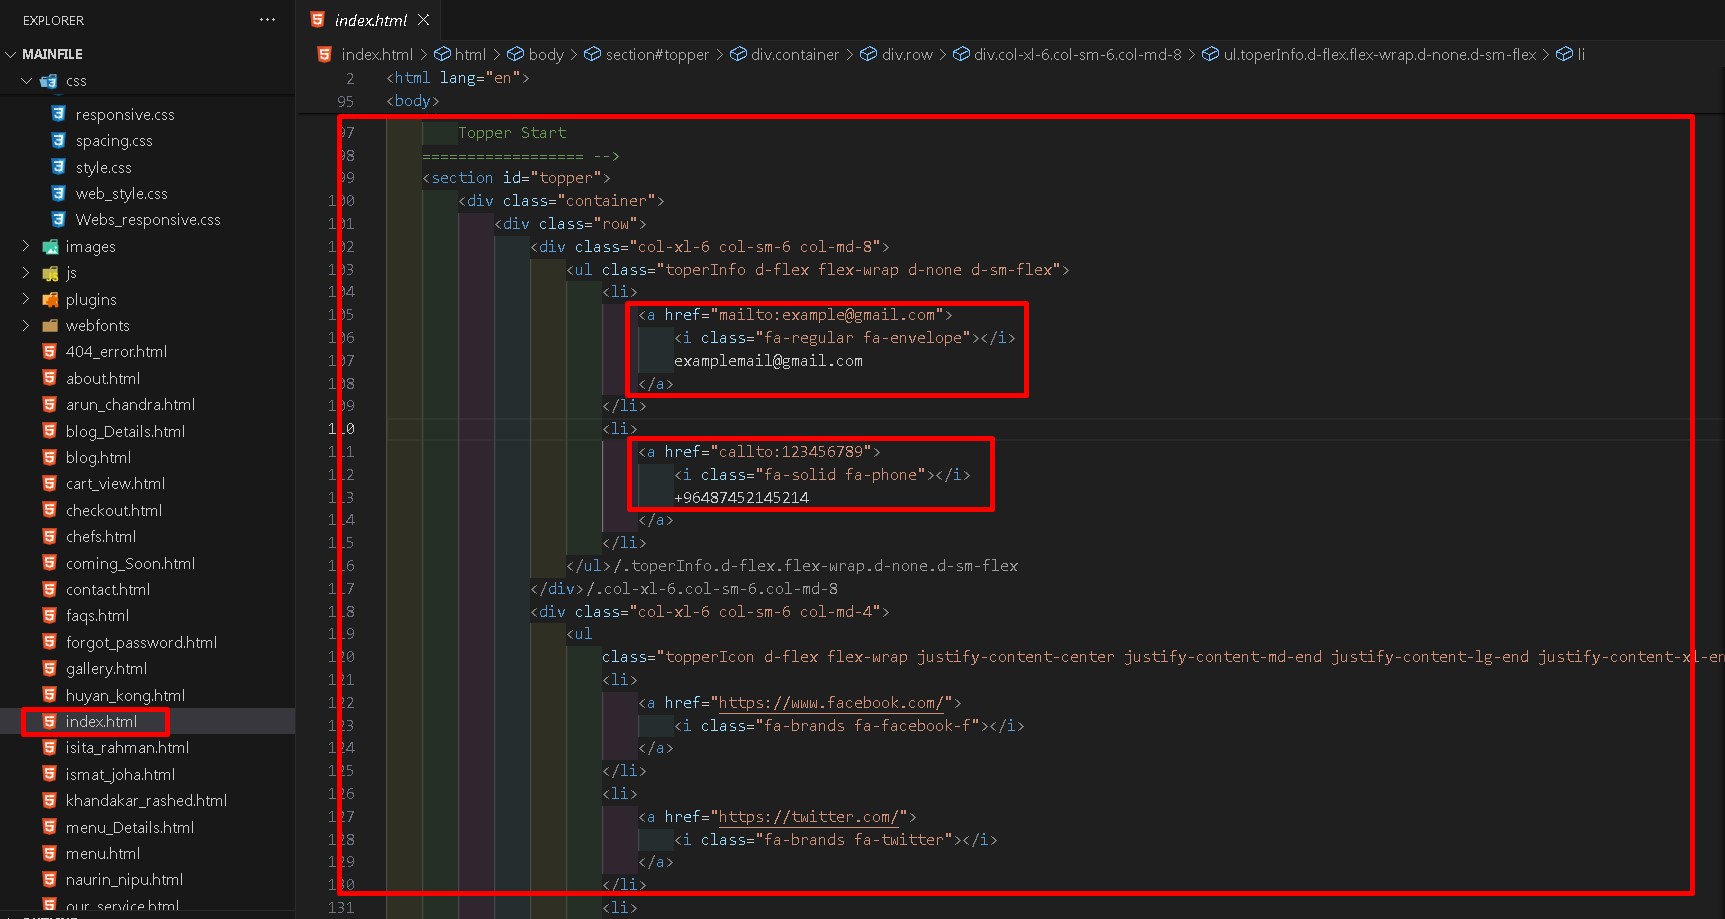 EXPLORER
···
MAINFILE
css
responsive.css
spacing.css
style.css
web_style.css
Webs_responsive.css
images
js
plugins
webfonts
404_error.html
about.html
arun_chandra.html
blog_Details.html
blog.html
cart_view.html
checkout.html
chefs.html
coming_Soon.html
contact.html
faqs.html
forgot_password.html
gallery.html
huyan_kong.html
index.html
isita_rahman.html
ismat_joha.html
khandakar_rashed.html
menu_Details.html
menu.html
naurin_nipu.html
our_service.html
index.html
index.html > html > body > section#topper > div.container > div.row > div.col-xl-6.col-sm-6.col-md-8 > ul.toperInfo.d-flex.flex-wrap.d-none.d-sm-flex > li
2 <html lang="en">
95 <body>
97 Topper Start
98 ================== -->
99 <section id="topper">
100 <div class="container">
101 <div class="row">
102 <div class="col-xl-6 col-sm-6 col-md-8">
103 <ul class="toperInfo d-flex flex-wrap d-none d-sm-flex">
104 <li>
105 <a href="mailto:example@gmail.com">
106 <i class="fa-regular fa-envelope"></i>
107 examplemail@gmail.com
108 </a>
109 </li>
110 <li>
111 <a href="callto:123456789">
112 <i class="fa-solid fa-phone"></i>
113 +96487452145214
114 </a>
115 </li>
116 </ul>/.toperInfo.d-flex.flex-wrap.d-none.d-sm-flex
117 </div>/.col-xl-6.col-sm-6.col-md-8
118 <div class="col-xl-6 col-sm-6 col-md-4">
119 <ul
120 class="topperIcon d-flex flex-wrap justify-content-center justify-content-md-end justify-content-lg-end justify-content-xl-en
121 <li>
122 <a href="https://www.facebook.com/">
123 <i class="fa-brands fa-facebook-f"></i>
124 </a>
125 </li>
126 <li>
127 <a href="https://twitter.com/">
128 <i class="fa-brands fa-twitter"></i>
129 </a>
130 </li>
131 <li>